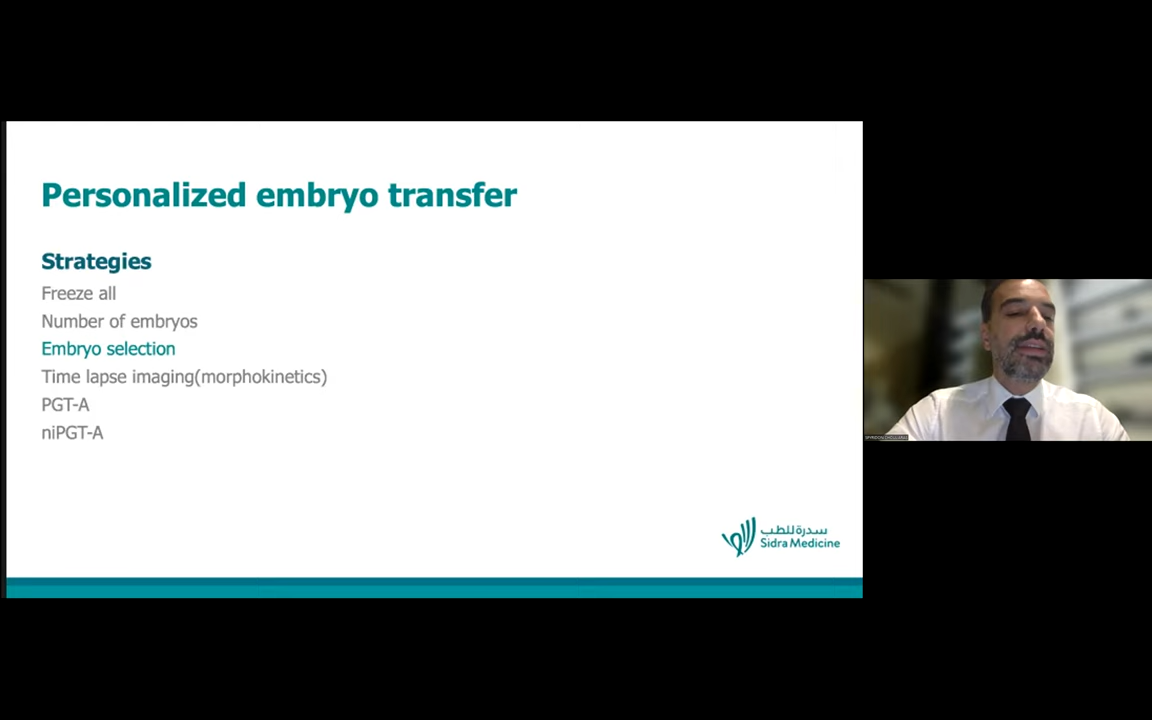 Personalized embryo transfer
Strategies
Freeze all
Number of embryos
Embryo selection
Time lapse imaging(morphokinetics)
PGT-A
niPGT-A
سدرة للطب
Sidra Medicine